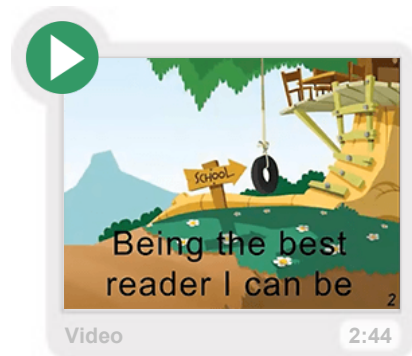 SCHOOL
Being the best
reader I can be
2
Video
2:44